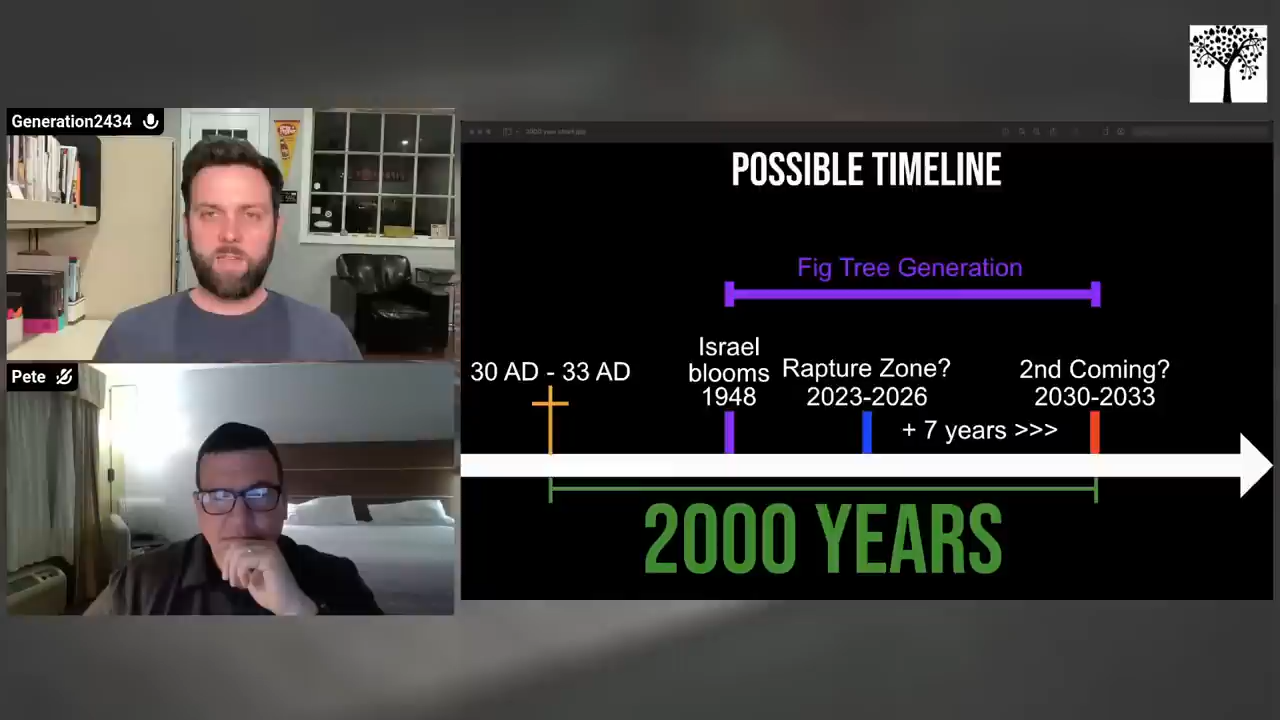 Generation2434
Pete
POSSIBLE TIMELINE
Fig Tree Generation
30 AD - 33 AD
Israel
blooms
1948
Rapture Zone?
2023-2026
+ 7 years >>>
2nd Coming?
2030-2033
2000 YEARS